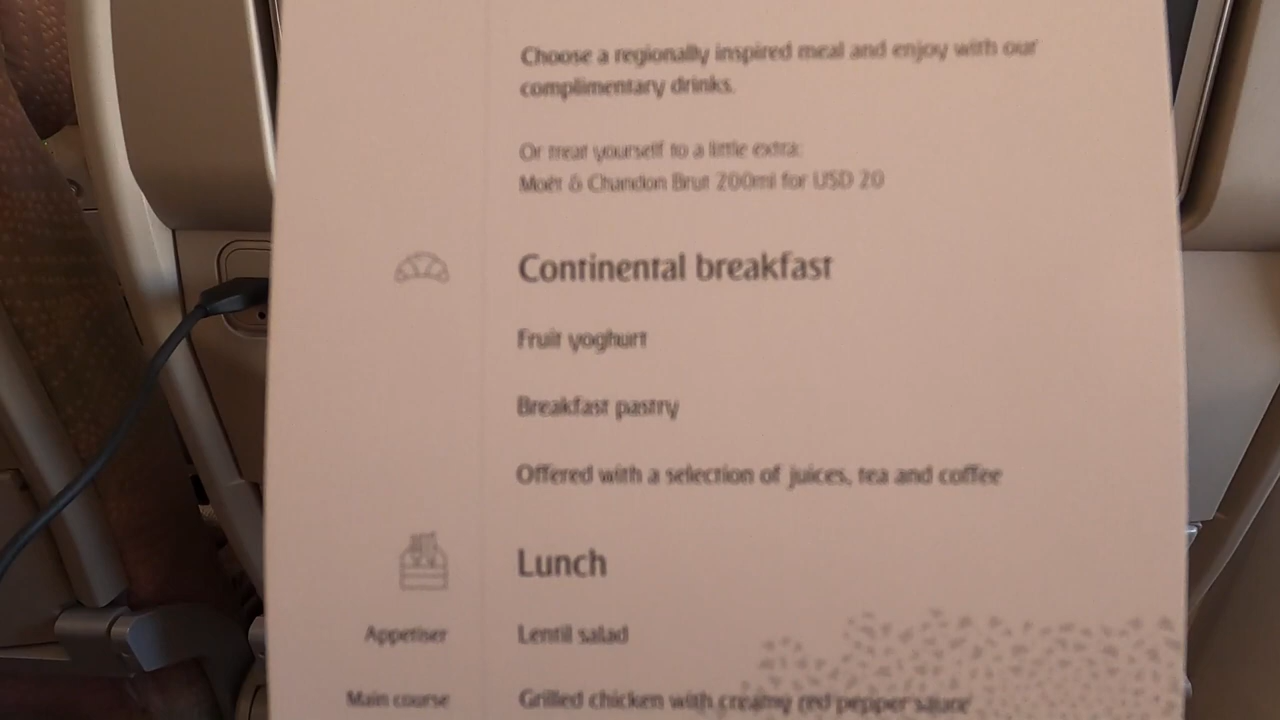 Choose a regionally inspired meal and enjoy with our
complimentary drinks.
Or treat yourself to a little extra:
Moët & Chandon Brut 200ml for USD 20
Continental breakfast
Fruit yoghurt
Breakfast pastry
Offered with a selection of juices, tea and coffee
Lunch
Appetiser Lentil salad
Main course Grilled chicken with creamy red pepper sauce